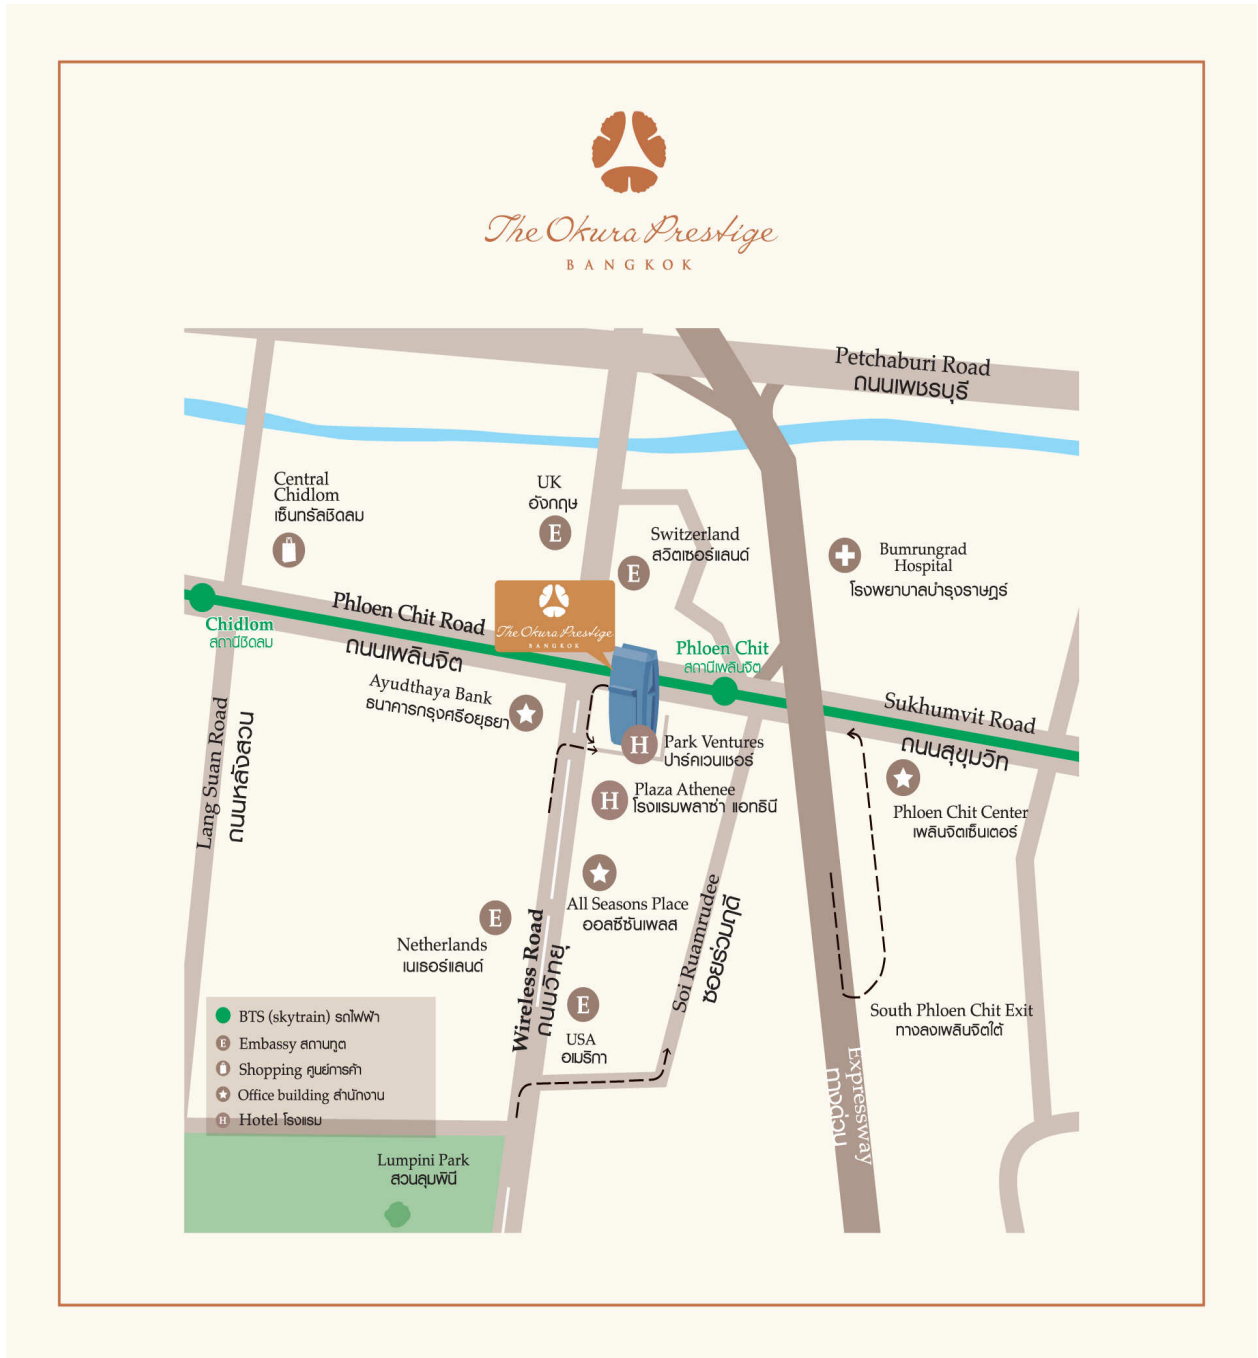 The Okura Prestige
BANGKOK
Petchaburi Road
ถนนเพชรบุรี
Central
Chidlom
เซ็นทรัลชิดลม
UK
อังกฤษ
E
Switzerland
สวิตเซอร์แลนด์
E
Bumrungrad
Hospital
โรงพยาบาลบำรุงราษฎร์
The Okura Prestige
BANGKOK
Phloen Chit Road
ถนนเพลินจิต
Chidlom
สถานีชิดลม
Phloen Chit
สถานีเพลินจิต
Ayudthaya Bank
ธนาคารกรุงศรีอยุธยา
Sukhumvit Road
ถนนสุขุมวิท
H
Park Ventures
ปาร์คเวนเชอร์
Lang Suan Road
ถนนหลังสวน
H
Plaza Athenee
โรงแรมพลาซ่า แอทธินี
Phloen Chit Center
เพลินจิตเซ็นเตอร์
All Seasons Place
ออลซีซันเพลส
E
Netherlands
เนเธอร์แลนด์
Wireless Road
ถนนวิทยุ
Soi Ruamrudee
ซอยร่วมฤดี
E
USA
อเมริกา
South Phloen Chit Exit
ทางลงเพลินจิตใต้
Expressway
ทางด่วน
BTS (skytrain) รถไฟฟ้า
E Embassy สถานทูต
Shopping ศูนย์การค้า
Office building สำนักงาน
H Hotel โรงแรม
Lumpini Park
สวนลุมพินี